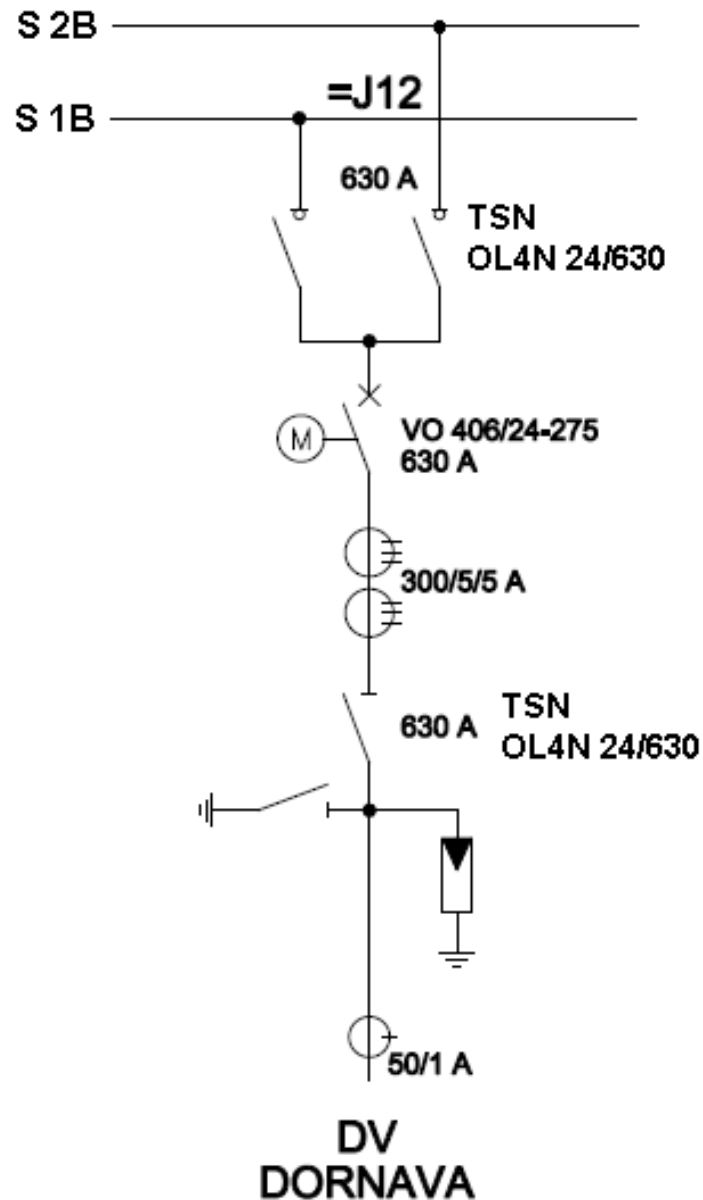 S 2B
=J12
S 1B
630 A
TSN
OL4N 24/630
M
VO 406/24-275
630 A
300/5/5 A
630 A
TSN
OL4N 24/630
50/1 A
DV
DORNAVA